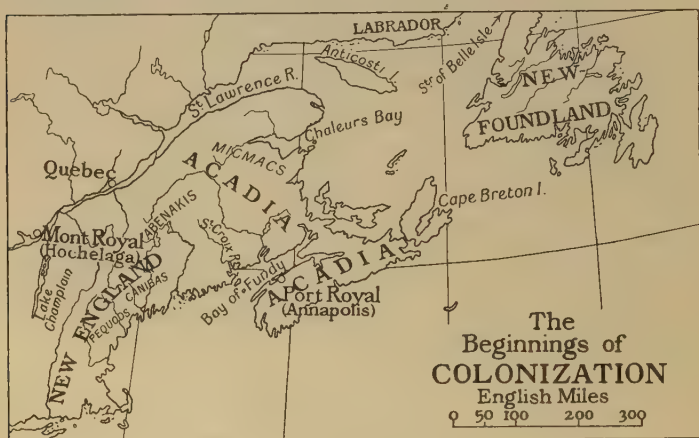 LABRADOR
Anticosti I.
Str. of Belle Isle
NEW-
FOUNDLAND
St Lawrence R.
Chaleurs Bay
MICMACS
ACADIA
Quebec
Cape Breton I.
ABENAKIS
St Croix R.
Mont Royal
(Hochelaga)
ACADIA
Bay of Fundy
Port Royal
(Annapolis)
Lake
Champlain
NEW ENGLAND
CANIBAS
PEQUODS
The
Beginnings of
COLONIZATION
English Miles
0 50 100 200 300